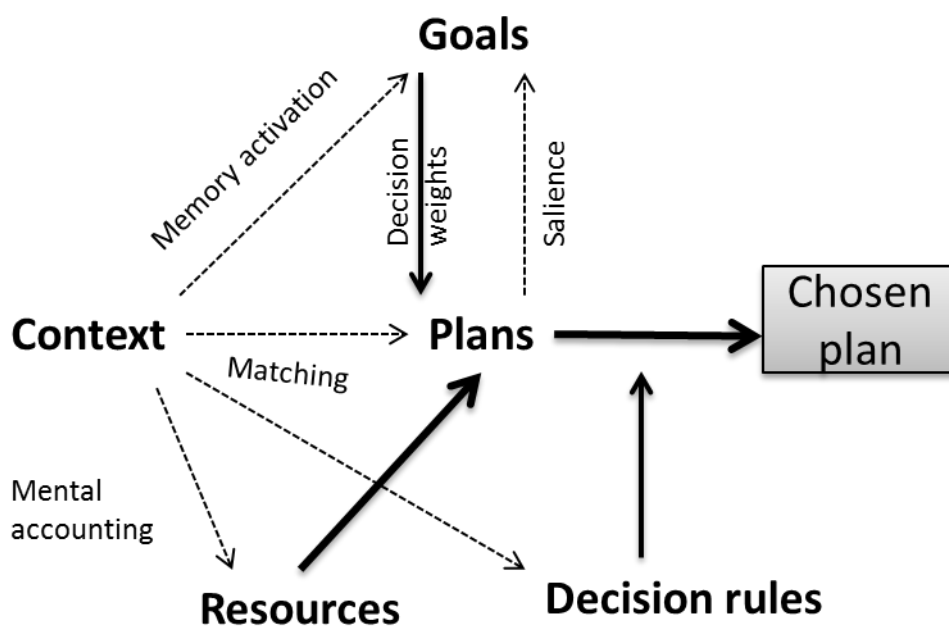 Goals
Memory activation
Decision
weights
Salience
Context
Plans
Chosen
plan
Matching
Mental
accounting
Resources
Decision rules